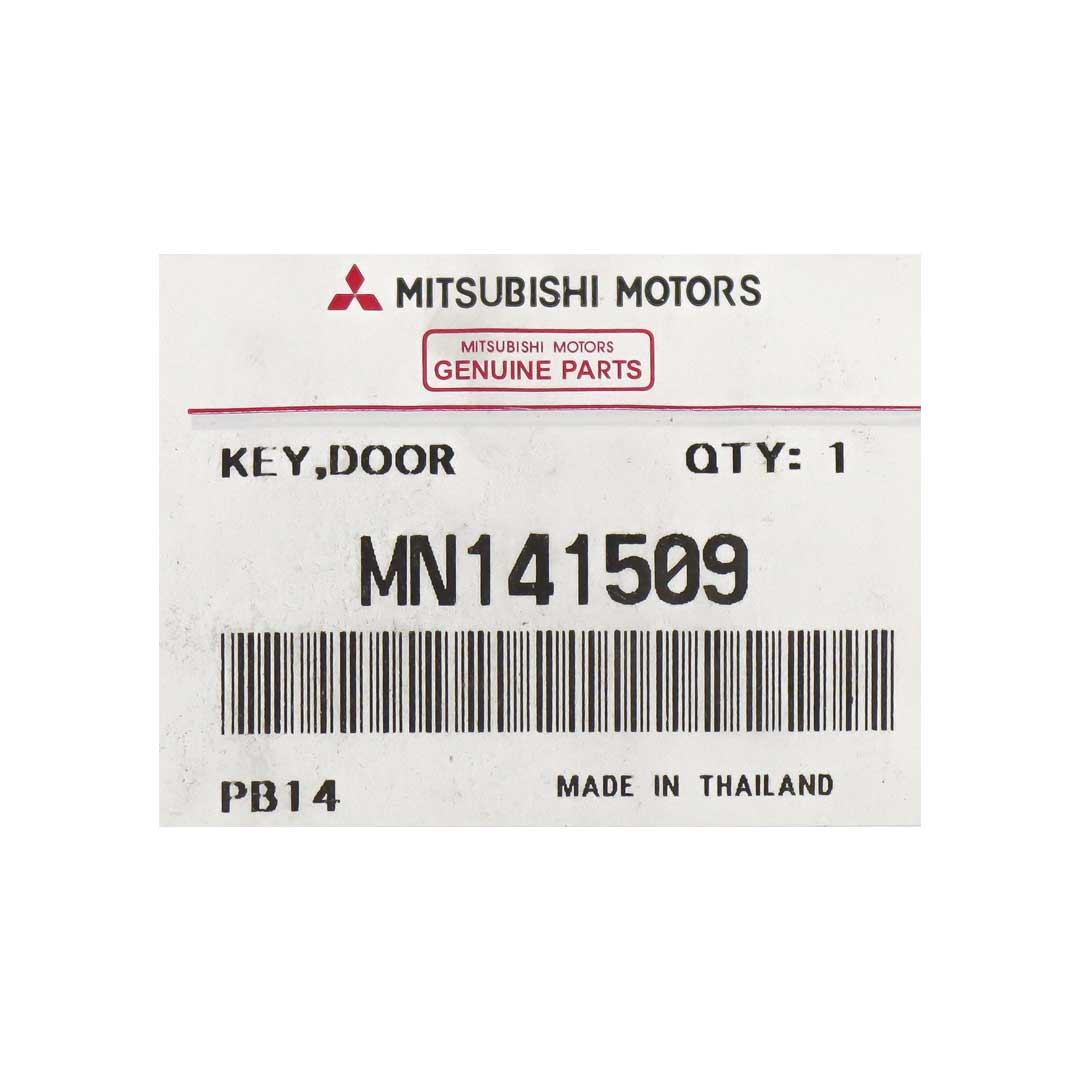 MITSUBISHI MOTORS
MITSUBISHI MOTORS
GENUINE PARTS
KEY,DOOR QTY: 1
MN141509
PB14 MADE IN THAILAND